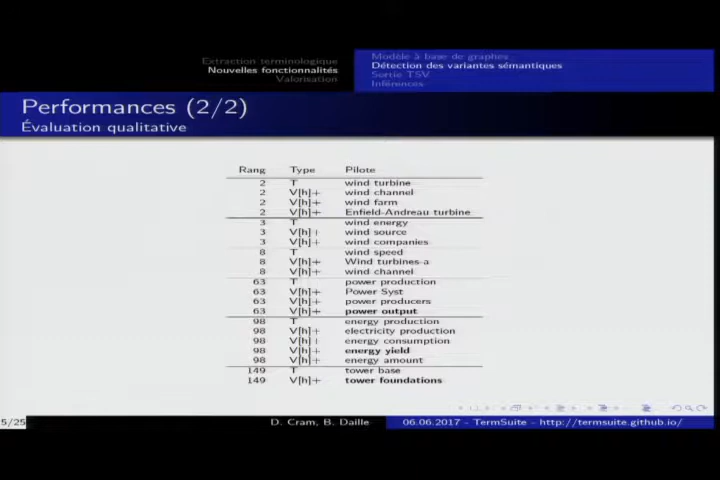 Extraction terminologique
Nouvelles fonctionnalités
Valorisation
Modèle à base de graphes
Détection des variantes sémantiques
Sortie TSV
Inférences
Performances (2/2)
Évaluation qualitative
Rang Type Pilote
2 T wind turbine
2 V[h]+ wind channel
2 V[h]+ wind farm
2 V[h]+ Enfield-Andreau turbine
3 T wind energy
3 V[h]+ wind source
3 V[h]+ wind companies
8 T wind speed
8 V[h]+ Wind turbines-a
8 V[h]+ wind channel
63 T power production
63 V[h]+ Power Syst
63 V[h]+ power producers
63 V[h]+ power output
98 T energy production
98 V[h]+ electricity production
98 V[h]+ energy consumption
98 V[h]+ energy yield
98 V[h]+ energy amount
149 T tower base
149 V[h]+ tower foundations
5/25
D. Cram, B. Daille
06.06.2017 - TermSuite - http://termsuite.github.io/